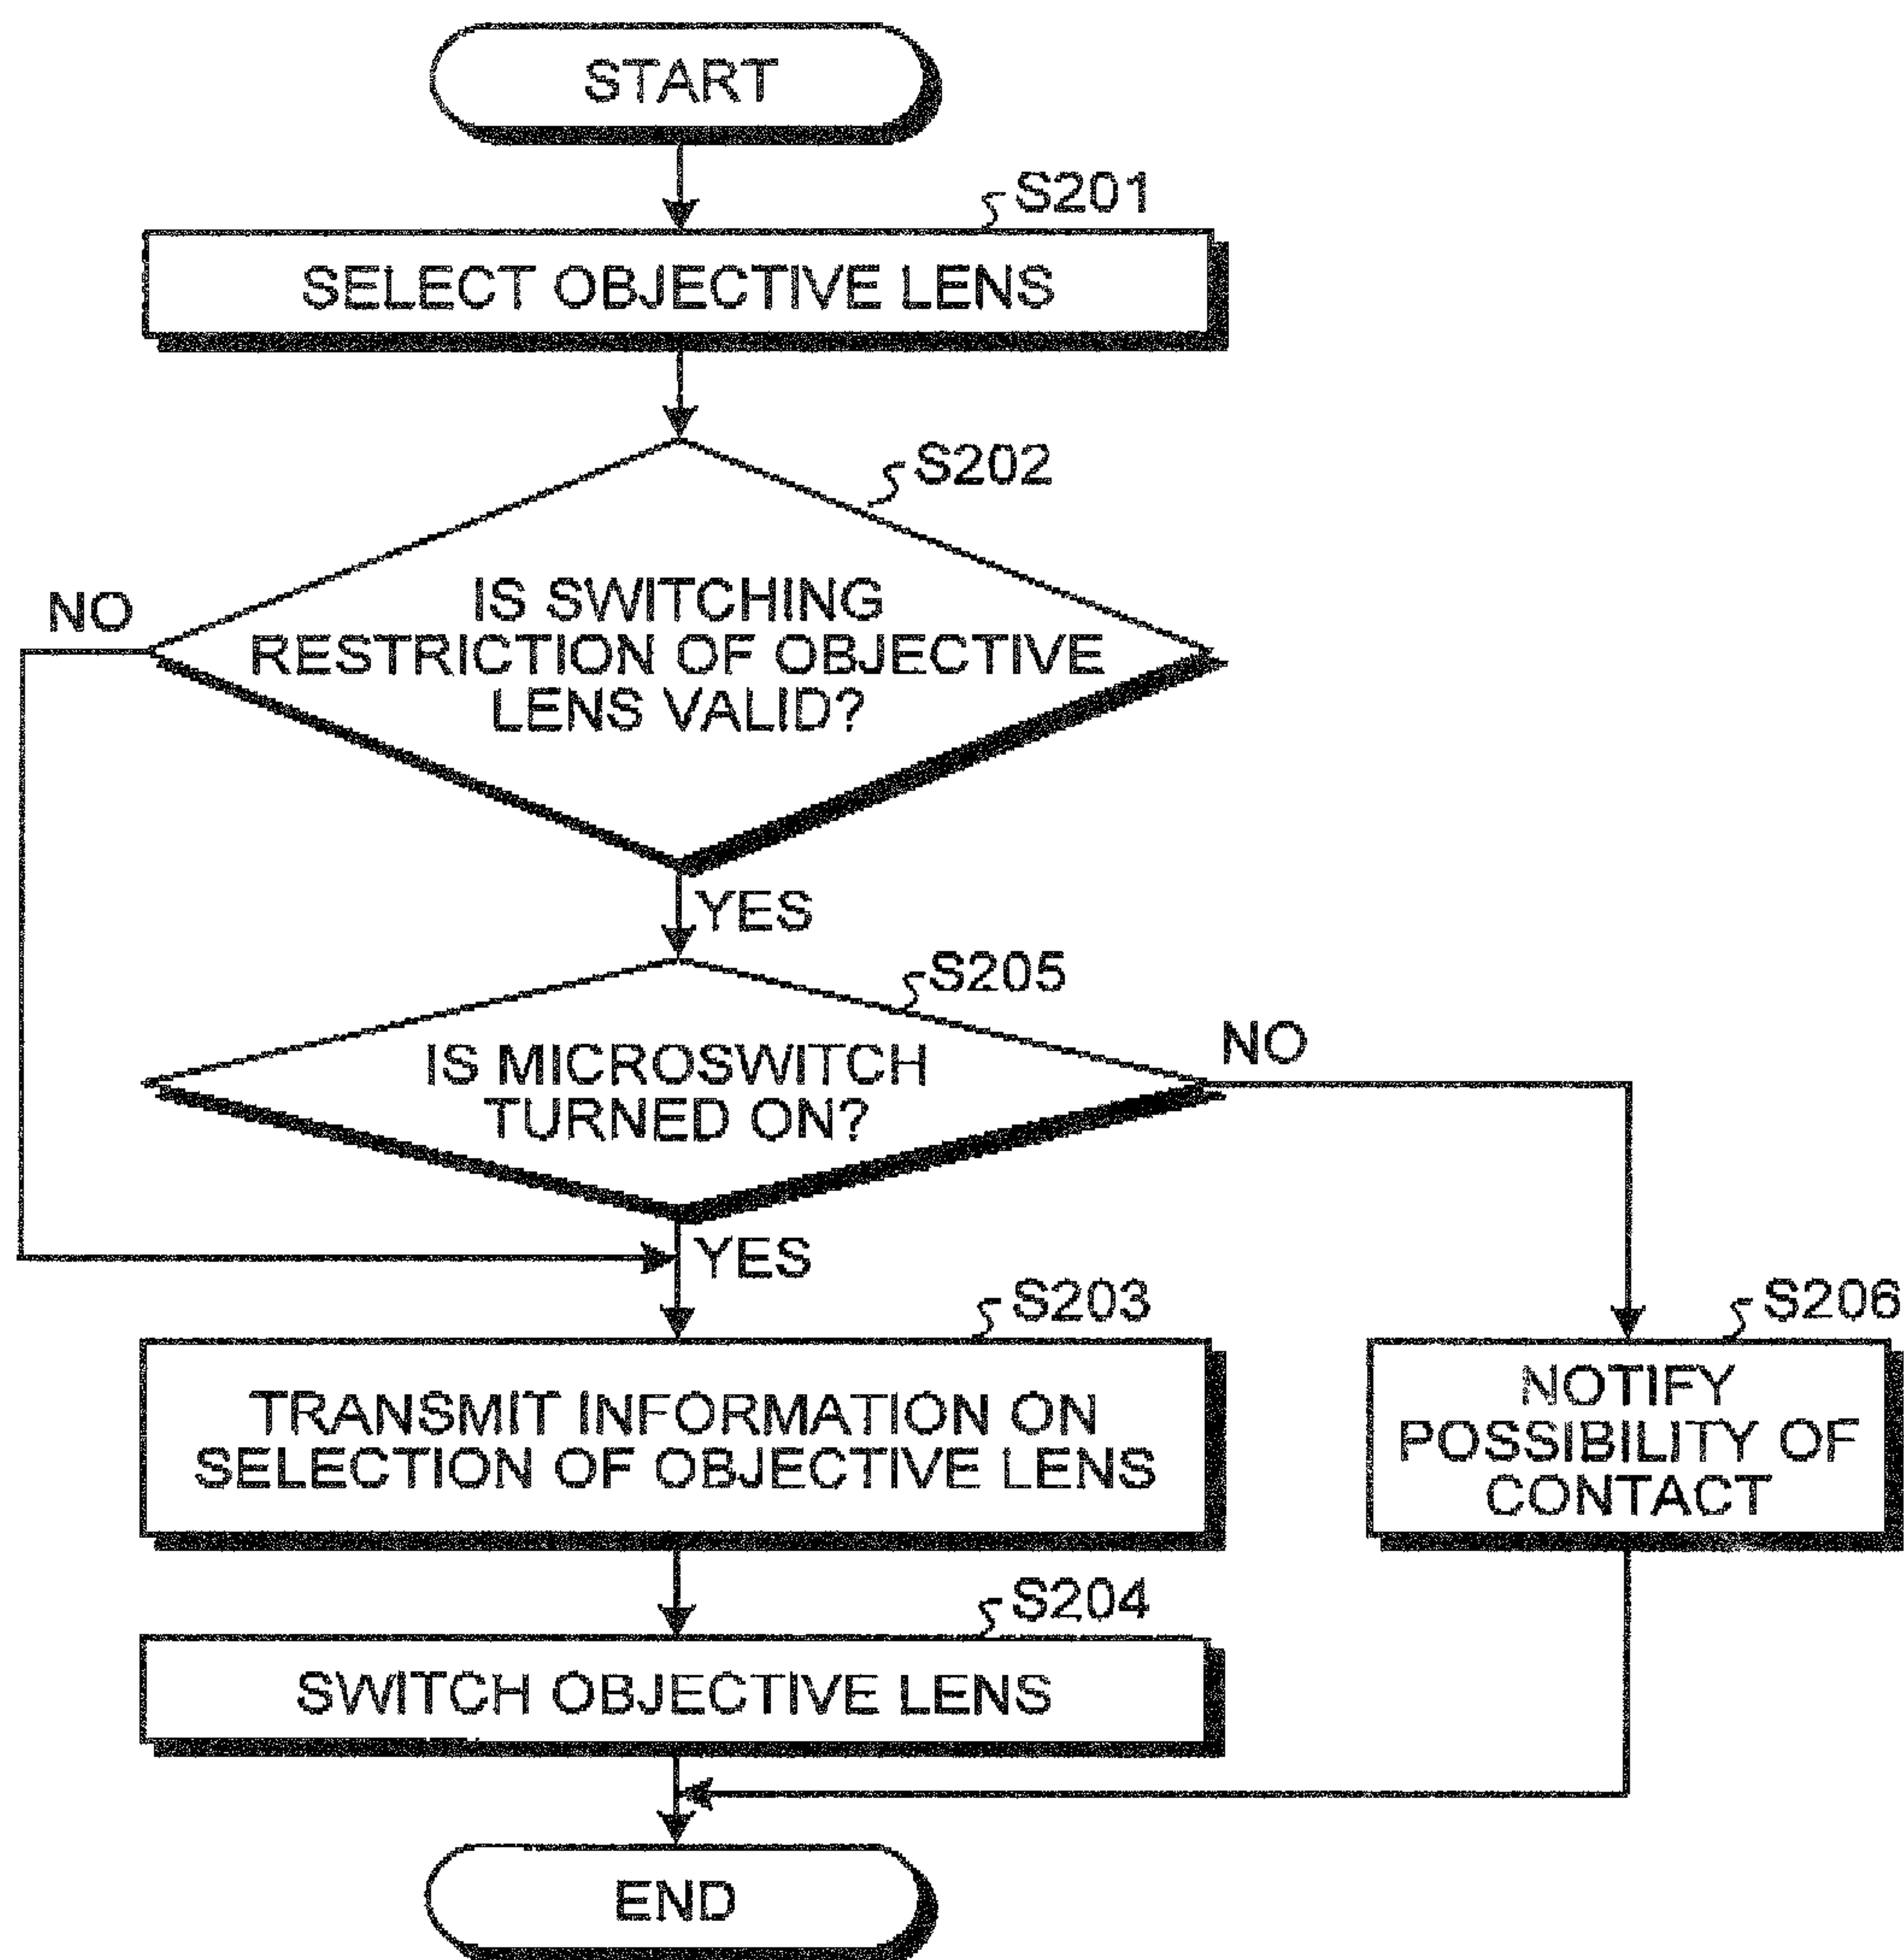 START
S201
SELECT OBJECTIVE LENS
S202
NO
IS SWITCHING
RESTRICTION OF OBJECTIVE
LENS VALID?
YES
S205
NO
IS MICROSWITCH
TURNED ON?
YES
S203
S206
TRANSMIT INFORMATION ON
SELECTION OF OBJECTIVE LENS
NOTIFY
POSSIBILITY OF
CONTACT
S204
SWITCH OBJECTIVE LENS
END